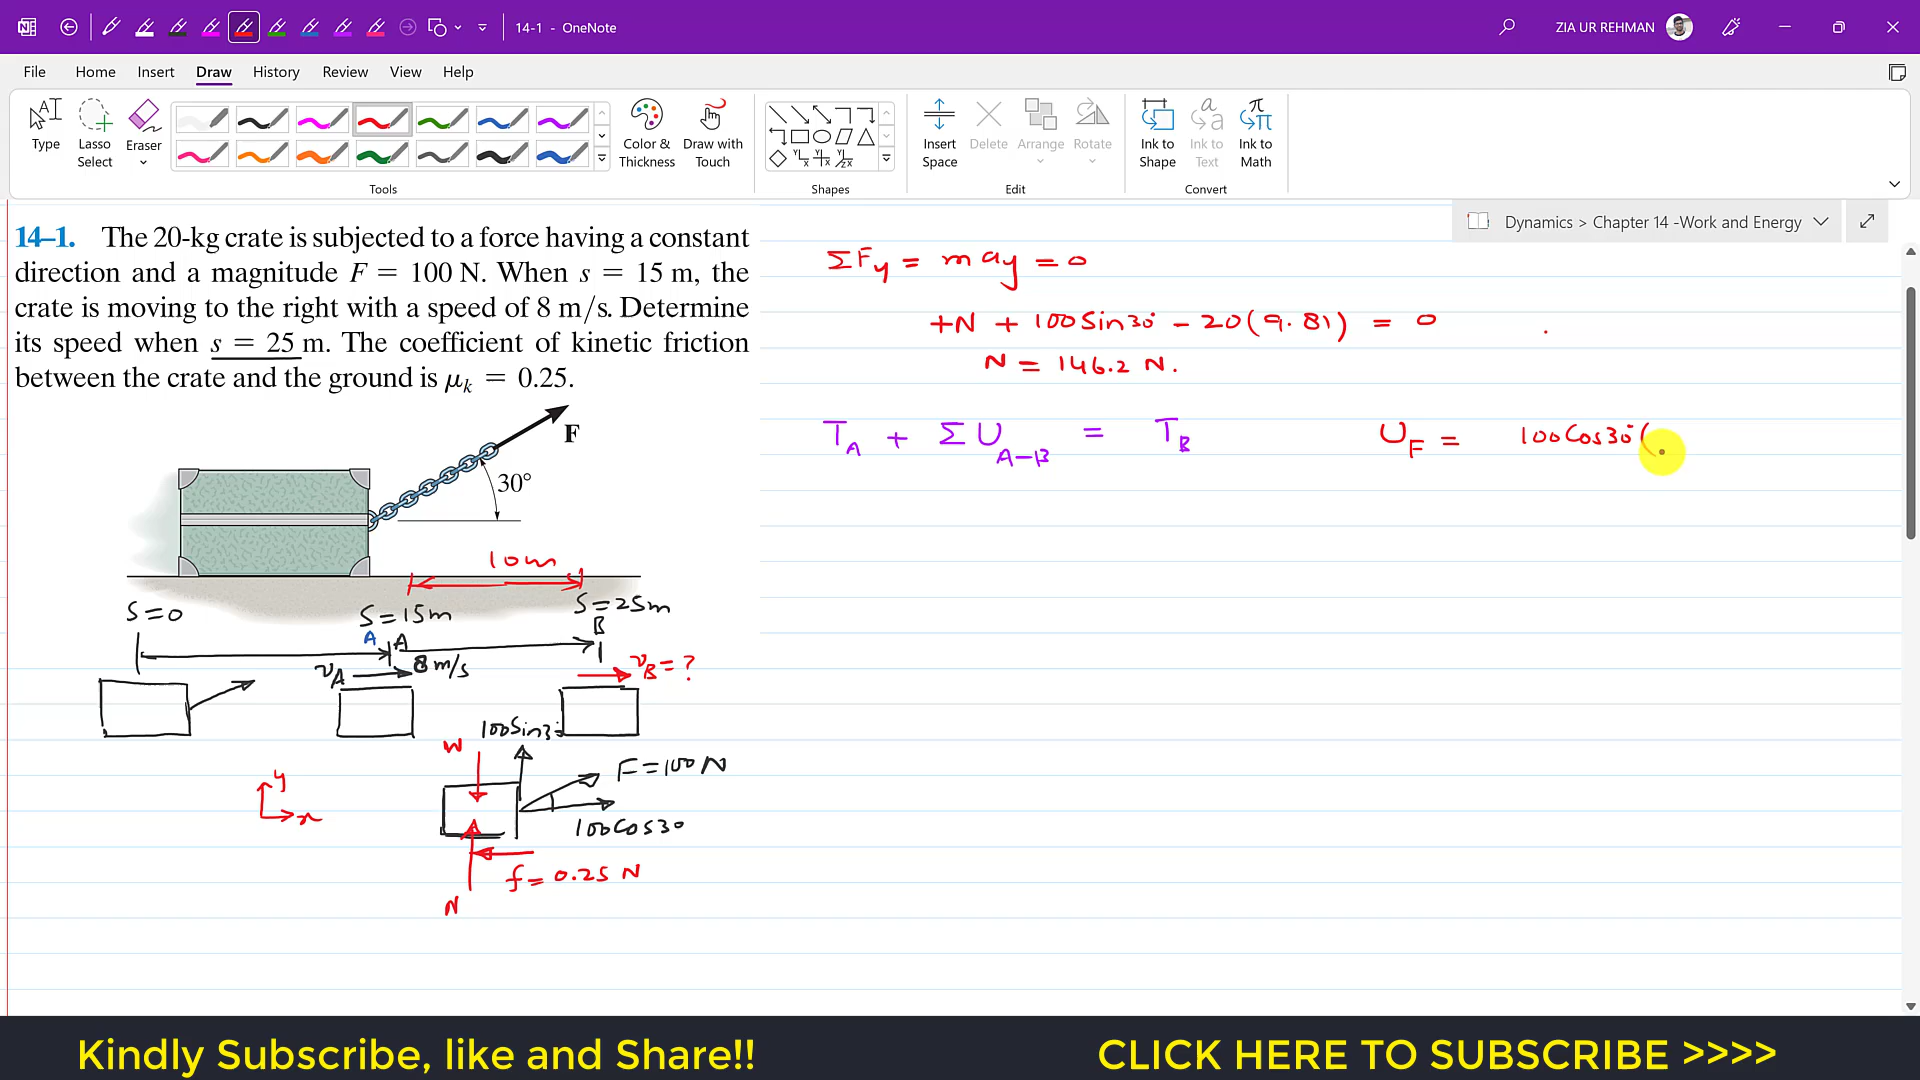 14-1 - OneNote
ZIA UR REHMAN
File Home Insert Draw History Review View Help
Type
Lasso Select
Eraser
Color & Thickness
Draw with Touch
Insert Space
Delete
Arrange
Rotate
Ink to Shape
Ink to Text
Ink to Math
Tools
Shapes
Edit
Convert
Dynamics > Chapter 14 -Work and Energy
14–1. The 20-kg crate is subjected to a force having a constant
direction and a magnitude F = 100 N. When s = 15 m, the
crate is moving to the right with a speed of 8 m/s. Determine
its speed when s = 25 m. The coefficient of kinetic friction
between the crate and the ground is μk = 0.25.
F
30°
10m
S=0
S=15m
S=25m
A
A
B
vA
8m/s
vB=?
100Sin30
W
F=100 N
y
x
100Cos30
f= 0.25 N
N
ΣFy = may = 0
+N + 100Sin30° - 20(9.81) = 0
N = 146.2 N.
TA + ΣU A-B = TB
UF = 100Cos30°(
Kindly Subscribe, like and Share!!
CLICK HERE TO SUBSCRIBE >>>>